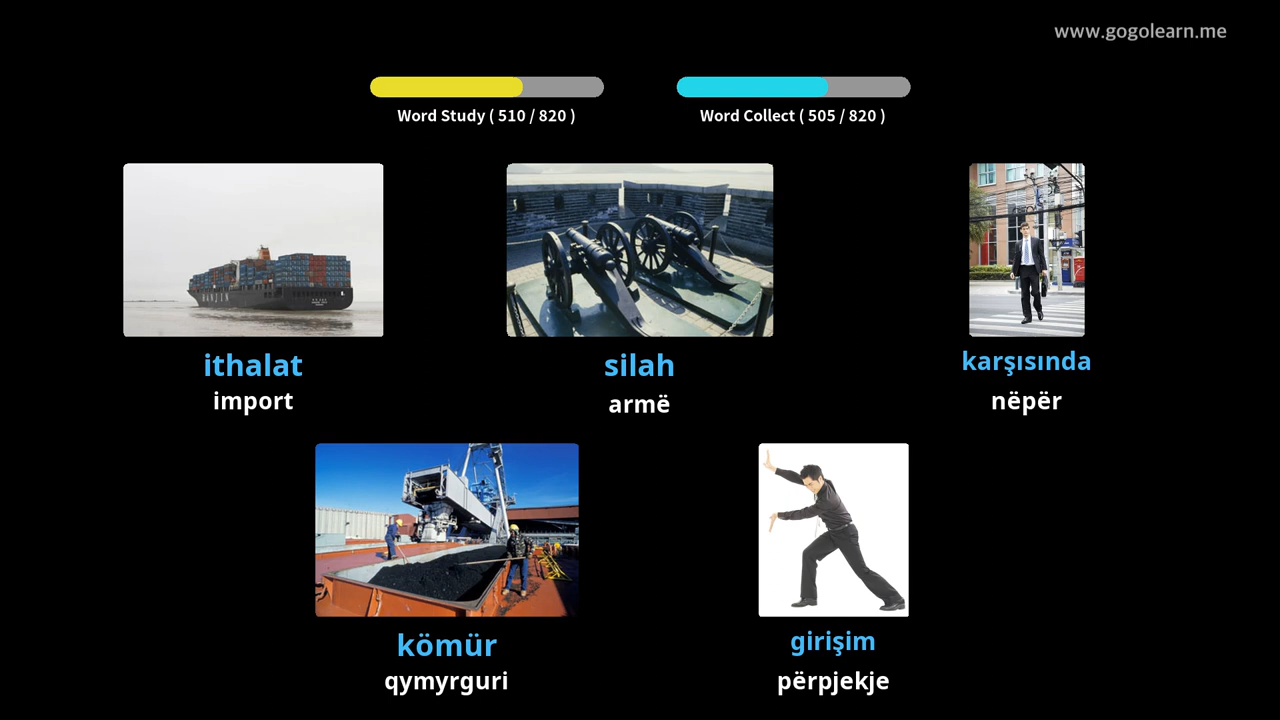 www.gogolearn.me
Word Study ( 510 / 820 )
Word Collect ( 505 / 820 )
ithalat
import
silah
armë
karşısında
nëpër
kömür
qymyrguri
girişim
përpjekje